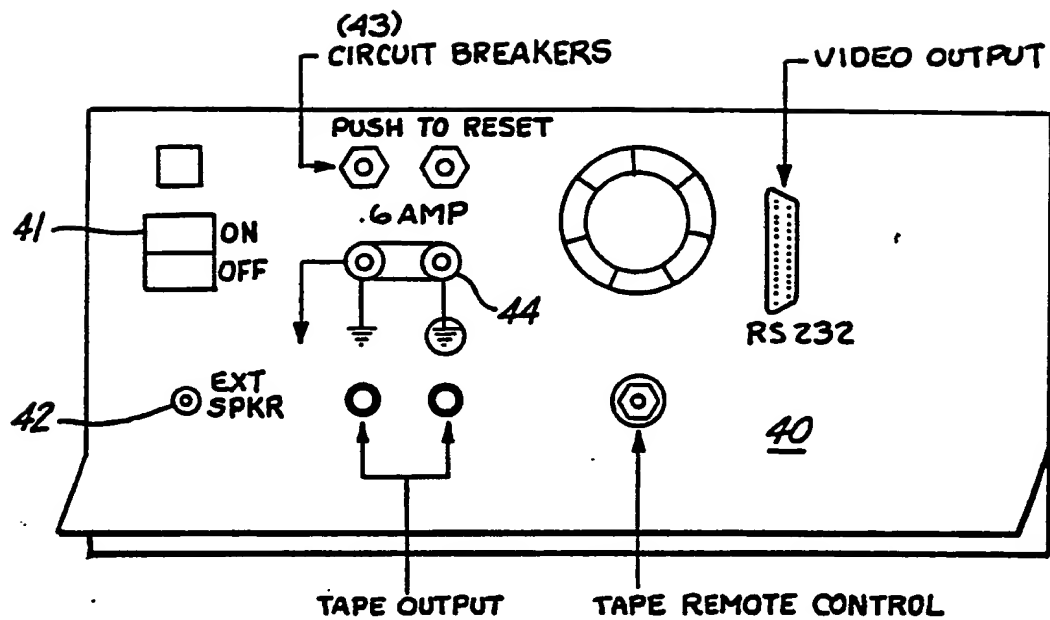 (43)
CIRCUIT BREAKERS
VIDEO OUTPUT
PUSH TO RESET
.6 AMP
41
ON
OFF
44
RS 232
EXT
SPKR
42
40
TAPE OUTPUT
TAPE REMOTE CONTROL